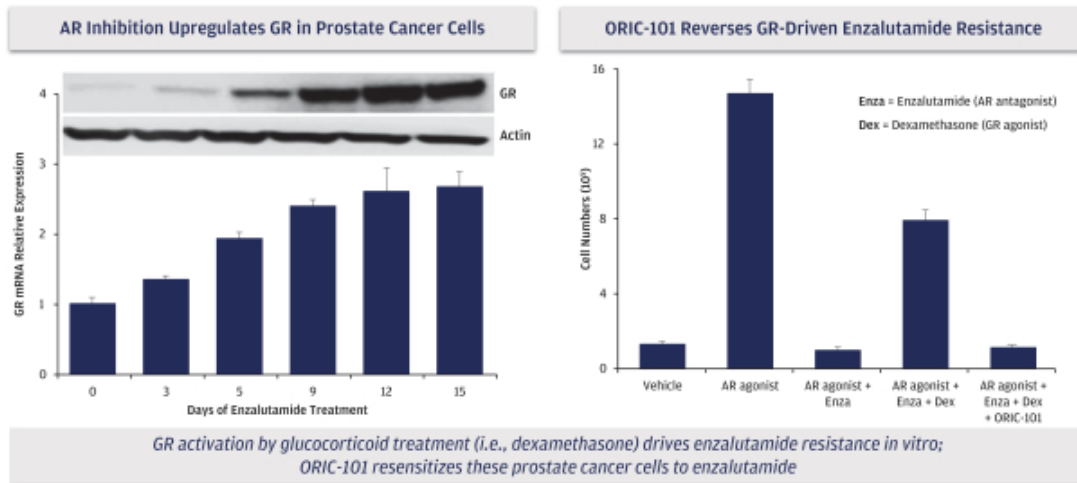 AR Inhibition Upregulates GR in Prostate Cancer Cells
GR
Actin
GR mRNA Relative Expression
4
3
2
1
0
0 3 5 9 12 15
Days of Enzalutamide Treatment
ORIC-101 Reverses GR-Driven Enzalutamide Resistance
Enza = Enzalutamide (AR antagonist)
Dex = Dexamethasone (GR agonist)
16
12
8
4
0
Vehicle
AR agonist
AR agonist +
Enza
AR agonist +
Enza + Dex
AR agonist +
Enza + Dex
+ ORIC-101
GR activation by glucocorticoid treatment (i.e., dexamethasone) drives enzalutamide resistance in vitro;
ORIC-101 resensitizes these prostate cancer cells to enzalutamide
Cell Numbers